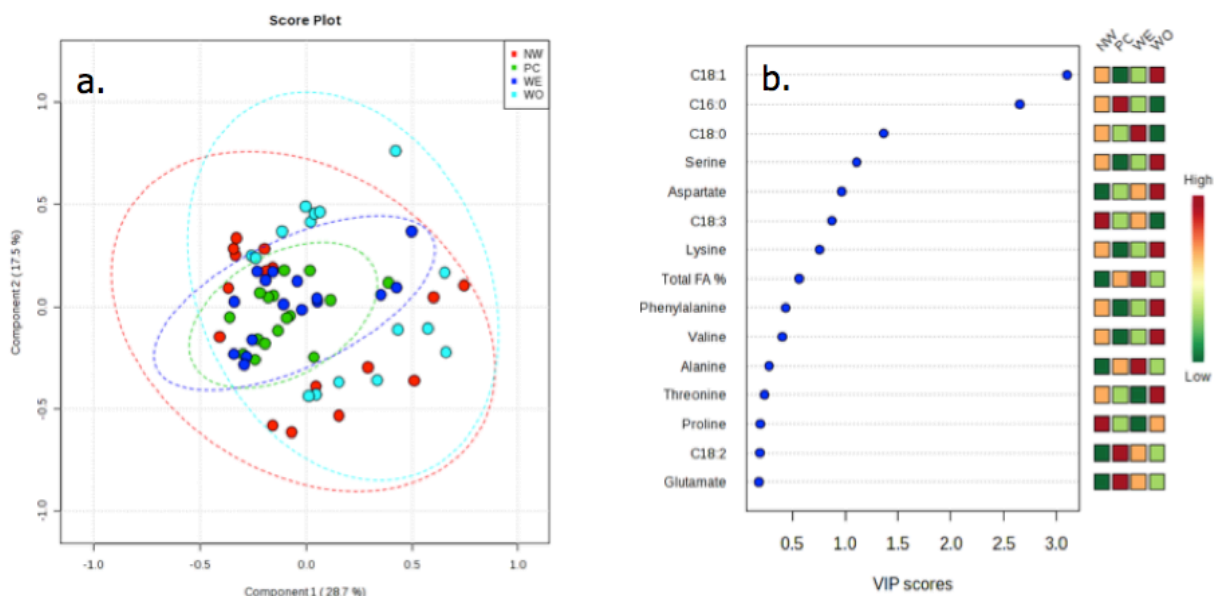 Score Plot
a.
NW
PC
WE
WO
Component 2 ( 17.5 %)
1.0
0.5
0.0
-0.5
-1.0
-1.0 -0.5 0.0 0.5 1.0
Component 1 ( 28.7 %)
b.
NW PC WE WO
C18:1
C16:0
C18:0
Serine
Aspartate
C18:3
Lysine
Total FA %
Phenylalanine
Valine
Alanine
Threonine
Proline
C18:2
Glutamate
0.5 1.0 1.5 2.0 2.5 3.0
VIP scores
High
Low